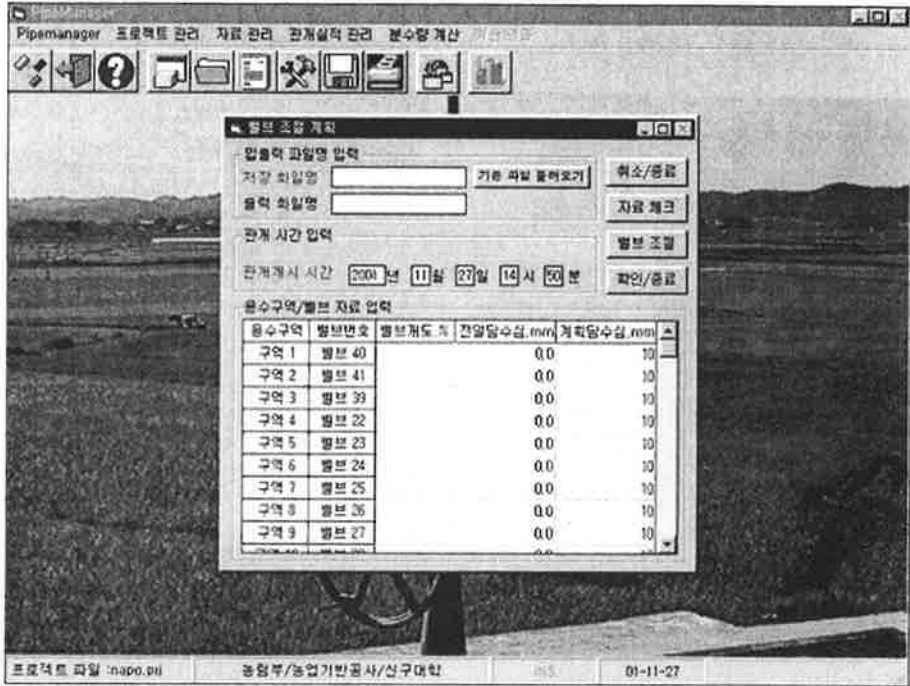 PipeManager
Pipemanager 프로젝트 관리 자료 관리 관개실적 관리 분수량 계산
밸브 조절 계획
입출력 파일명 입력
저장 화일명 기존 파일 불러오기 취소/종료
출력 화일명 자료 체크
관개 시간 입력 밸브 조절
관개개시 시간 2001 년 11 월 27 일 14 시 50 분 확인/종료
용수구역/밸브 자료 입력
용수구역 밸브번호 밸브개도 % 전일담수심,mm 계획담수심,mm
구역 1 밸브 40 0.0 10
구역 2 밸브 41 0.0 10
구역 3 밸브 39 0.0 10
구역 4 밸브 22 0.0 10
구역 5 밸브 23 0.0 10
구역 6 밸브 24 0.0 10
구역 7 밸브 25 0.0 10
구역 8 밸브 26 0.0 10
구역 9 밸브 27 0.0 10
프로젝트 파일 :napo.prj 농림부/농업기반공사/신구대학 01-11-27